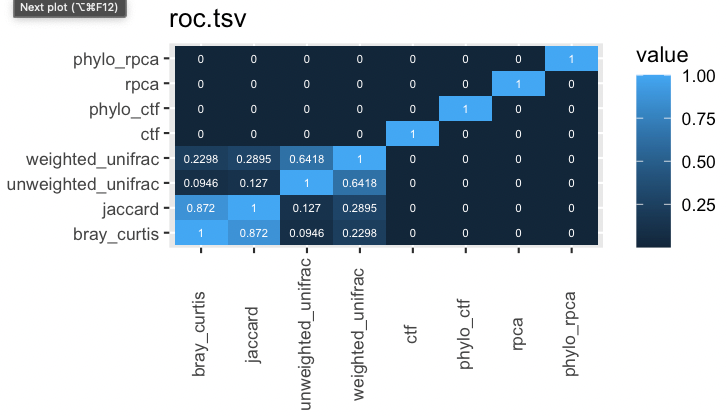 Next plot (⌥⌘F12)
roc.tsv
value
phylo_rpca 0 0 0 0 0 0 0 1
rpca 0 0 0 0 0 0 1 0
phylo_ctf 0 0 0 0 0 1 0 0
ctf 0 0 0 0 1 0 0 0
weighted_unifrac 0.2298 0.2895 0.6418 1 0 0 0 0
unweighted_unifrac 0.0946 0.127 1 0.6418 0 0 0 0
jaccard 0.872 1 0.127 0.2895 0 0 0 0
bray_curtis 1 0.872 0.0946 0.2298 0 0 0 0
1.00
0.75
0.50
0.25
bray_curtis
jaccard
unweighted_unifrac
weighted_unifrac
ctf
phylo_ctf
rpca
phylo_rpca